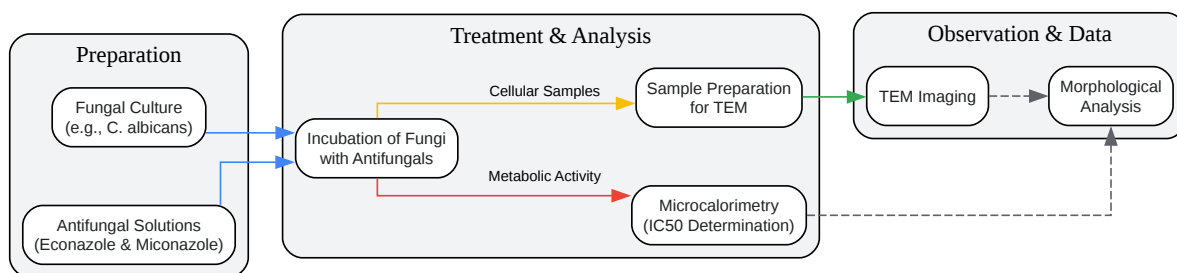 Preparation
Fungal Culture
(e.g., C. albicans)
Antifungal Solutions
(Econazole & Miconazole)
Treatment & Analysis
Incubation of Fungi
with Antifungals
Cellular Samples
Sample Preparation
for TEM
Metabolic Activity
Microcalorimetry
(IC50 Determination)
Observation & Data
TEM Imaging
Morphological
Analysis